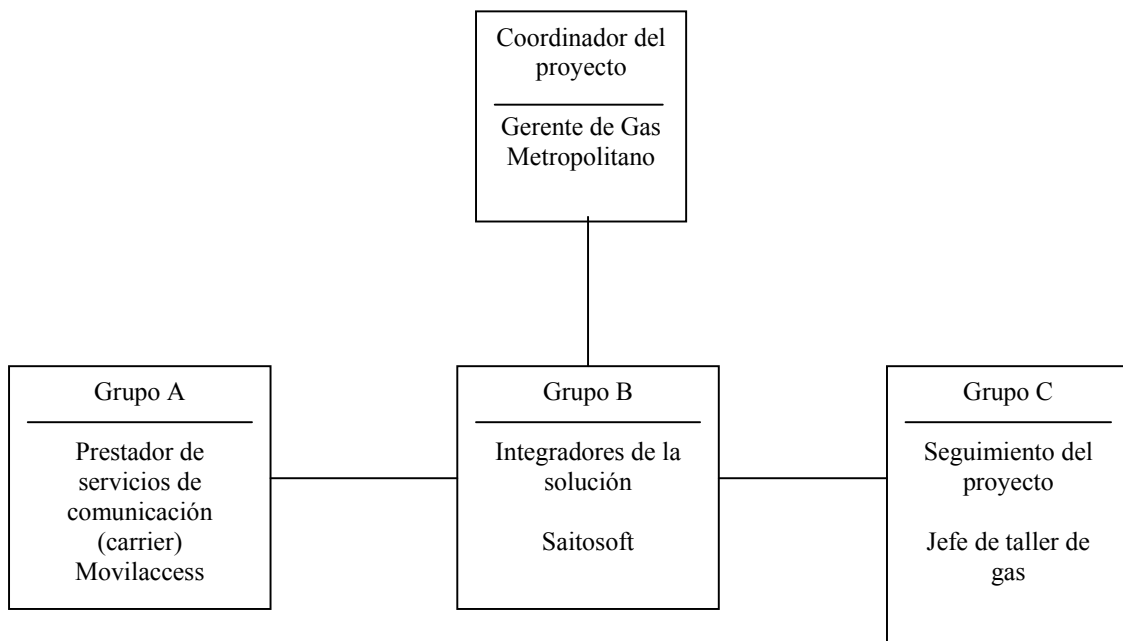 Coordinador del
proyecto
Gerente de Gas
Metropolitano
Grupo A
Prestador de
servicios de
comunicación
(carrier)
Movilaccess
Grupo B
Integradores de la
solución
Saitosoft
Grupo C
Seguimiento del
proyecto
Jefe de taller de
gas